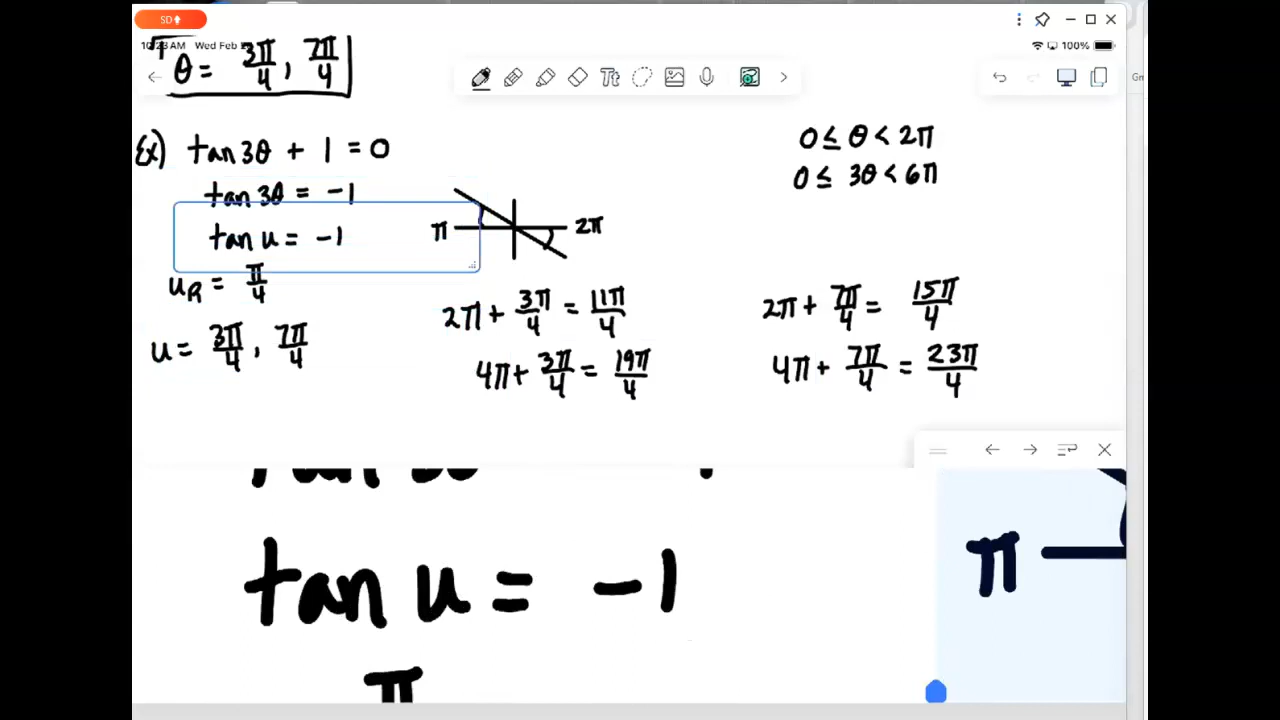 SD
10:23 AM Wed Feb
100%
θ = 3π/4, 7π/4
Tt
Gm
Ex) tan 3θ + 1 = 0
0 ≤ θ < 2π
tan 3θ = -1
0 ≤ 3θ < 6π
tan u = -1
π
2π
u_R = π/4
2π + 3π/4 = 11π/4
2π + 7π/4 = 15π/4
u = 3π/4, 7π/4
4π + 3π/4 = 19π/4
4π + 7π/4 = 23π/4
tan u = -1
π
π